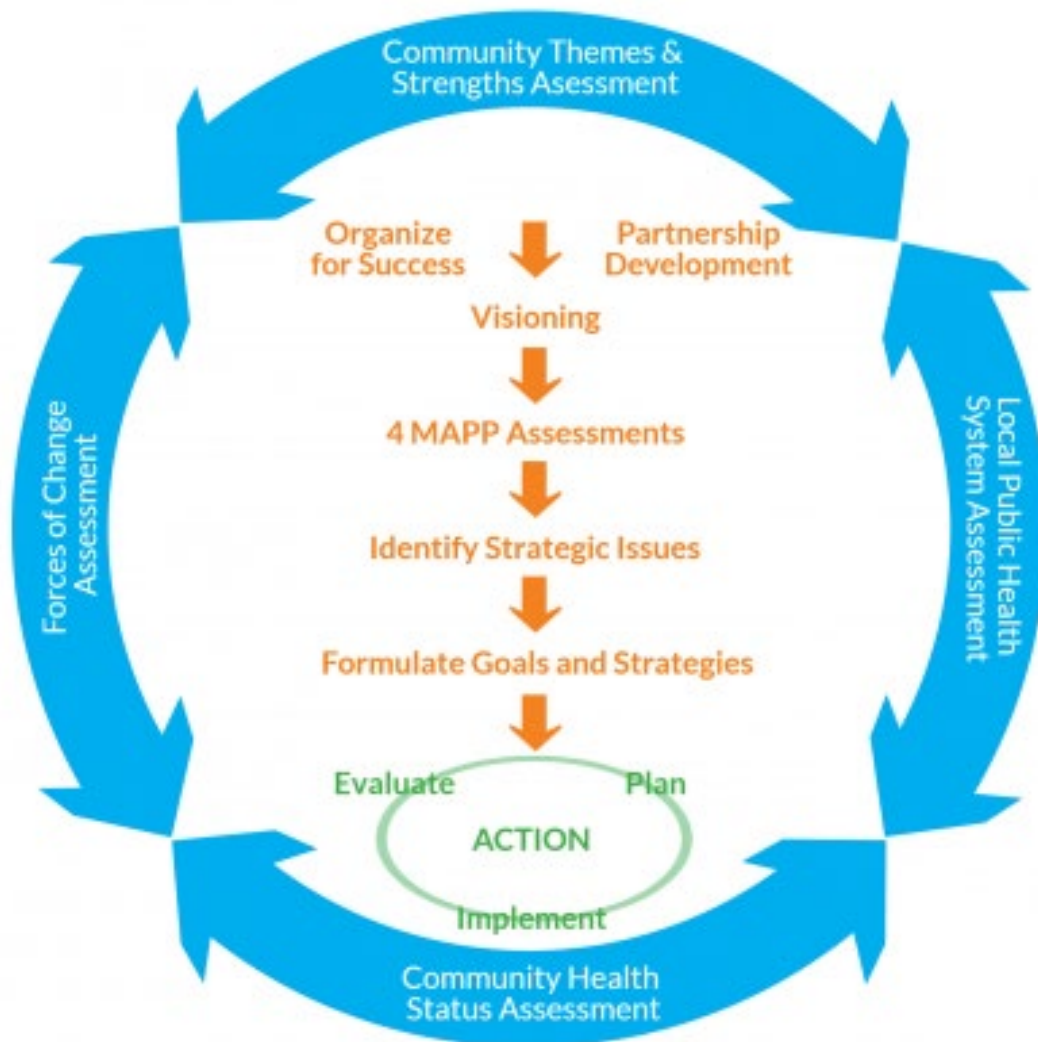 Community Themes &
Strengths Asessment
Organize
for Success
Partnership
Development
Visioning
4 MAPP Assessments
Identify Strategic Issues
Formulate Goals and Strategies
Evaluate
Plan
ACTION
Implement
Forces of Change
Assessment
Local Public Health
System Assessment
Community Health
Status Assessment